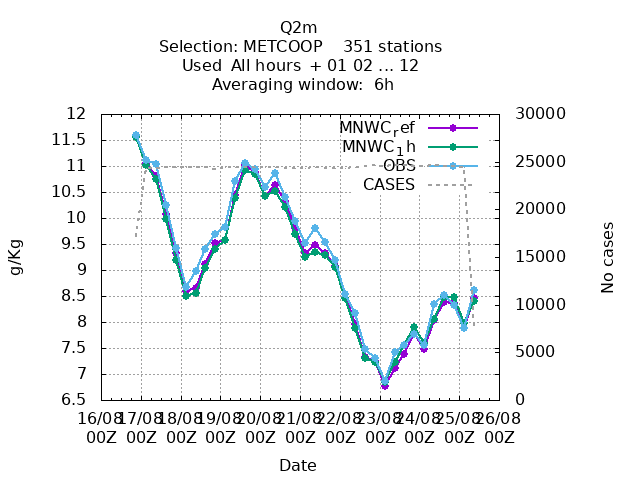 Q2m
Selection: METCOOP 351 stations
Used All hours + 01 02 ... 12
Averaging window: 6h
12
11.5
11
10.5
10
9.5
9
8.5
8
7.5
7
6.5
30000
25000
20000
15000
10000
5000
0
MNWCref
MNWC1h
OBS
CASES
g/Kg
No cases
16/08 17/08 18/08 19/08 20/08 21/08 22/08 23/08 24/08 25/08 26/08
00Z 00Z 00Z 00Z 00Z 00Z 00Z 00Z 00Z 00Z 00Z
Date